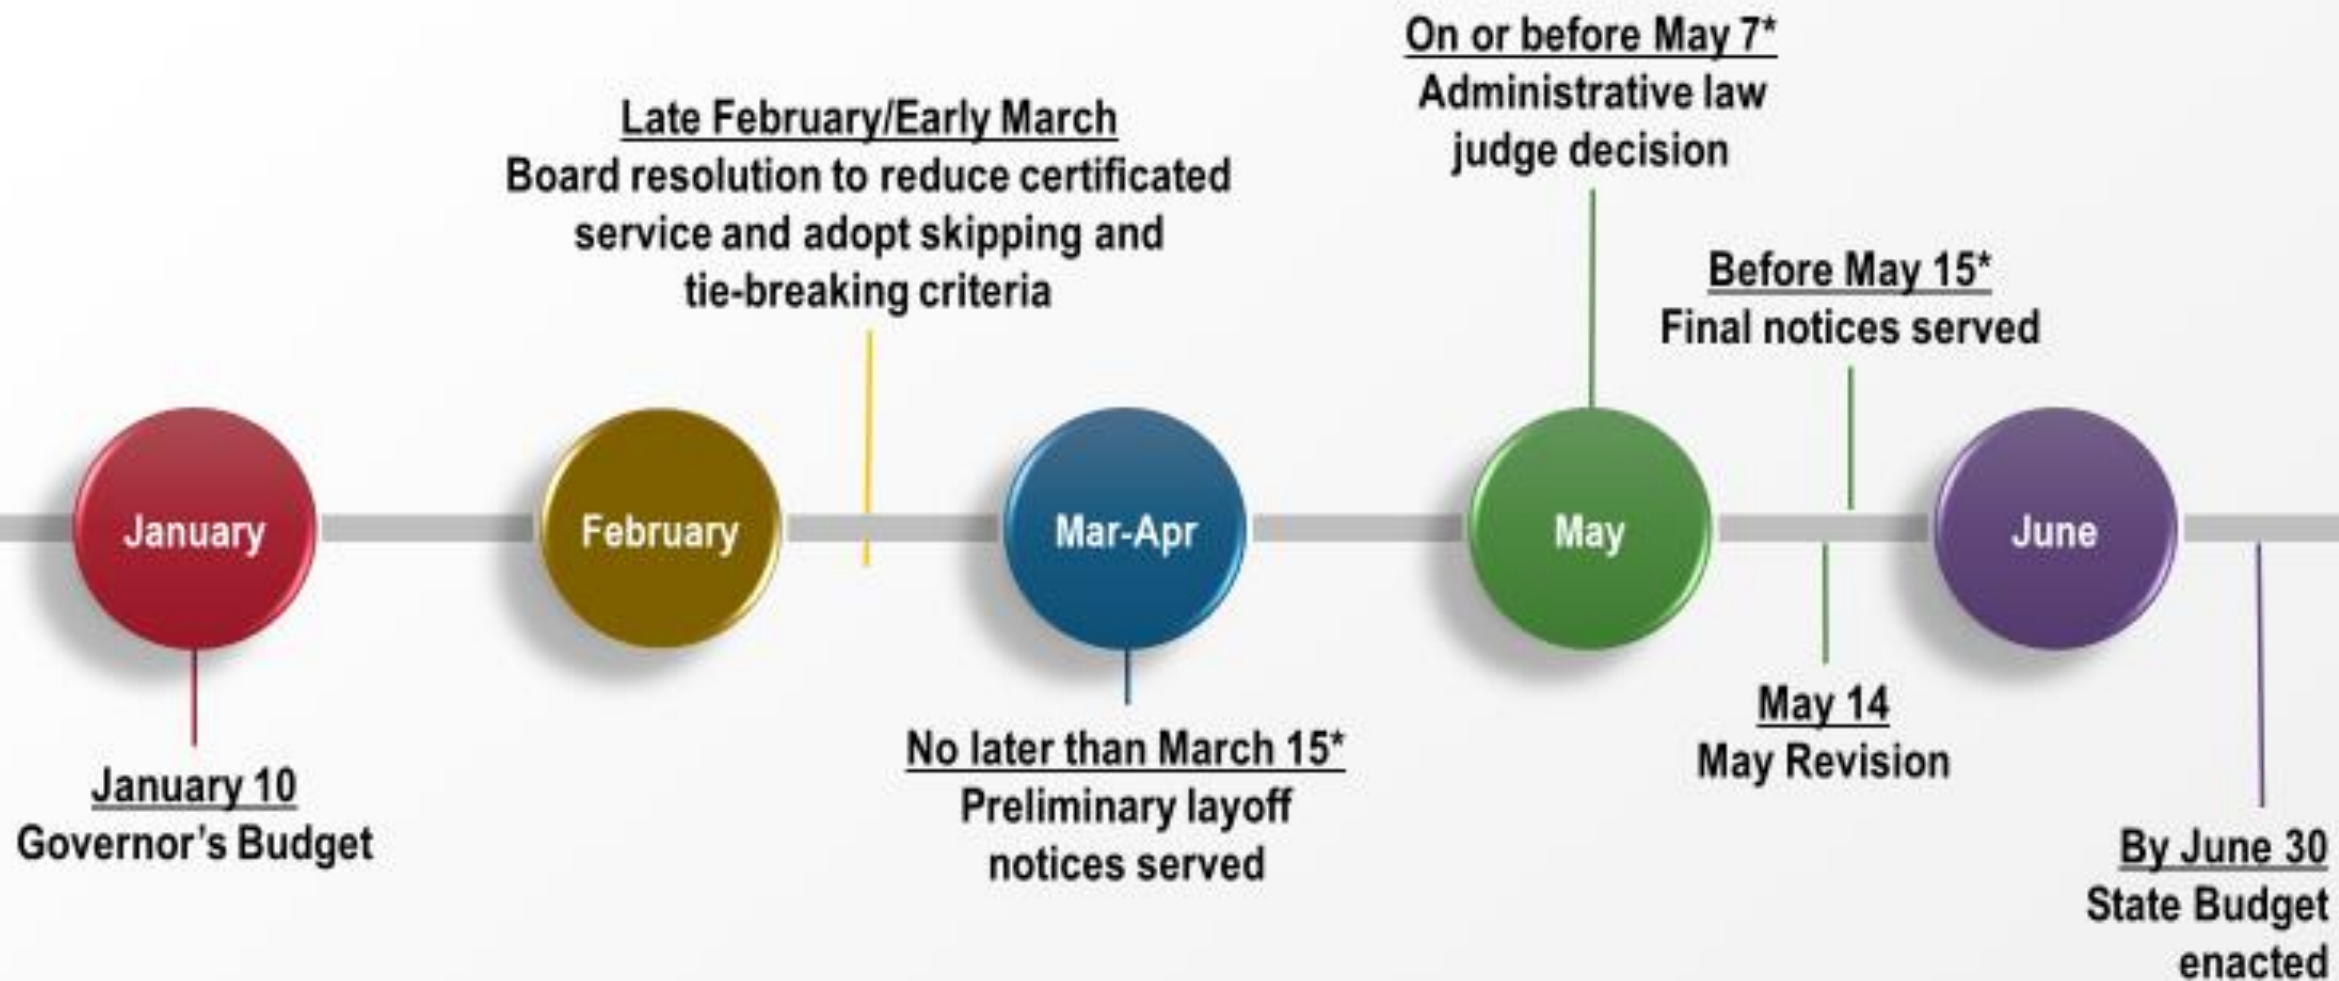 On or before May 7*
Administrative law
judge decision
Late February/Early March
Board resolution to reduce certificated
service and adopt skipping and
tie-breaking criteria
Before May 15*
Final notices served
January
February
Mar-Apr
May
June
January 10
Governor’s Budget
No later than March 15*
Preliminary layoff
notices served
May 14
May Revision
By June 30
State Budget
enacted